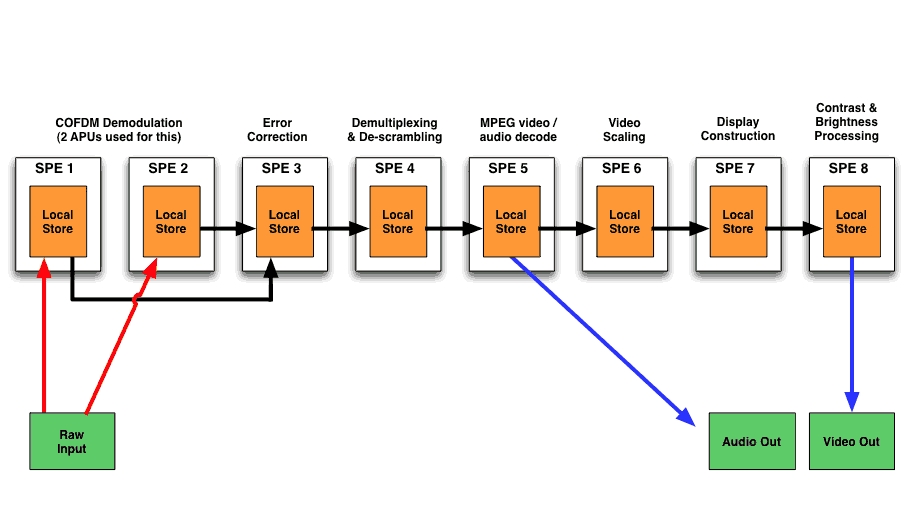 COFDM Demodulation
(2 APUs used for this)
Error
Correction
Demultiplexing
& De-scrambling
MPEG video /
audio decode
Video
Scaling
Display
Construction
Contrast &
Brightness
Processing
SPE 1
SPE 2
SPE 3
SPE 4
SPE 5
SPE 6
SPE 7
SPE 8
Local
Store
Local
Store
Local
Store
Local
Store
Local
Store
Local
Store
Local
Store
Local
Store
Raw
Input
Audio Out
Video Out